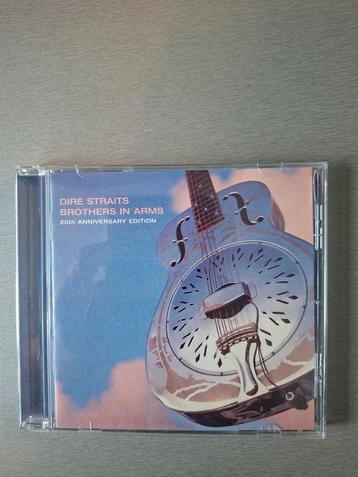 DIRE STRAITS
BROTHERS IN ARMS
20th ANNIVERSARY EDITION